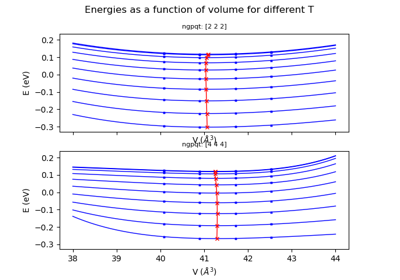 Energies as a function of volume for different T
ngpqt: [2 2 2]
0.2
0.1
0.0
−0.1
−0.2
−0.3
E (eV)
V (Å³)
ngpqt: [4 4 4]
0.2
0.1
0.0
−0.1
−0.2
−0.3
E (eV)
38 39 40 41 42 43 44
V (Å³)